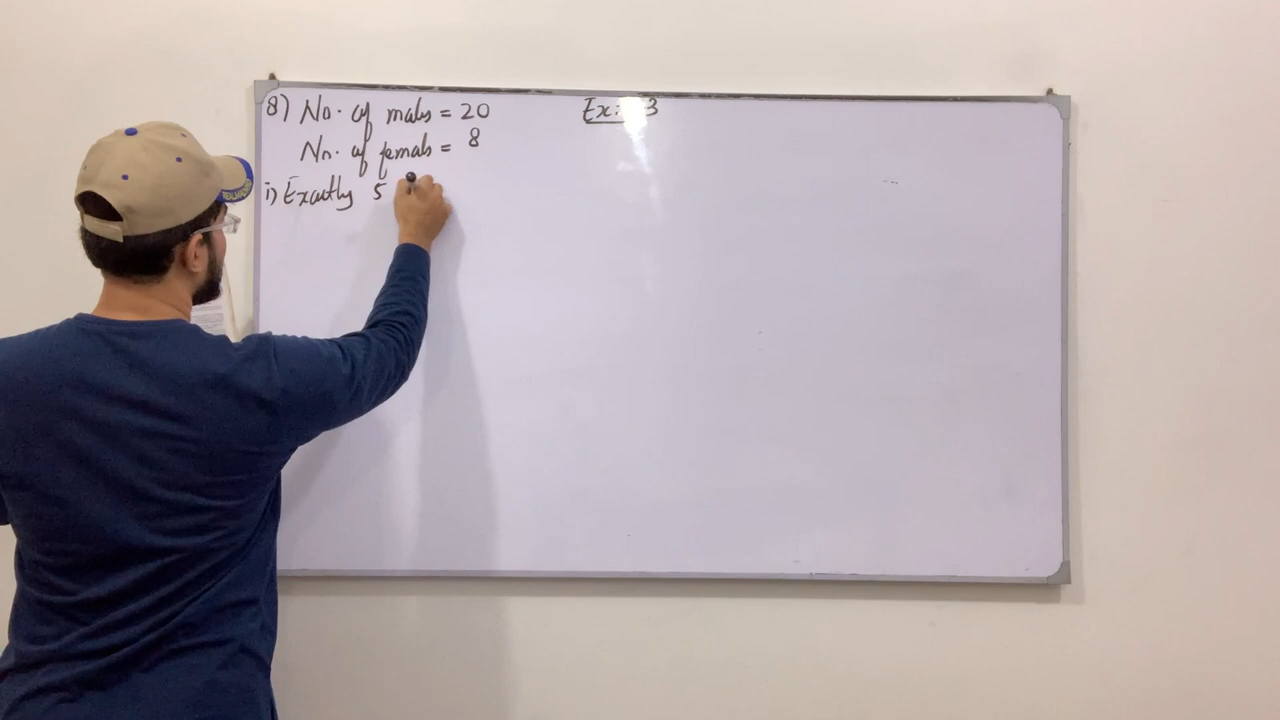 8) No. of males = 20
No. of females = 8
i) Exactly 5
Ex: 3